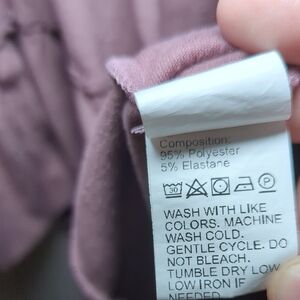 Composition:
95% Polyester
5% Elastane
30 P
WASH WITH LIKE
COLORS. MACHINE
WASH COLD.
GENTLE CYCLE. DO
NOT BLEACH.
TUMBLE DRY LOW
LOW IRON IF
NEEDED